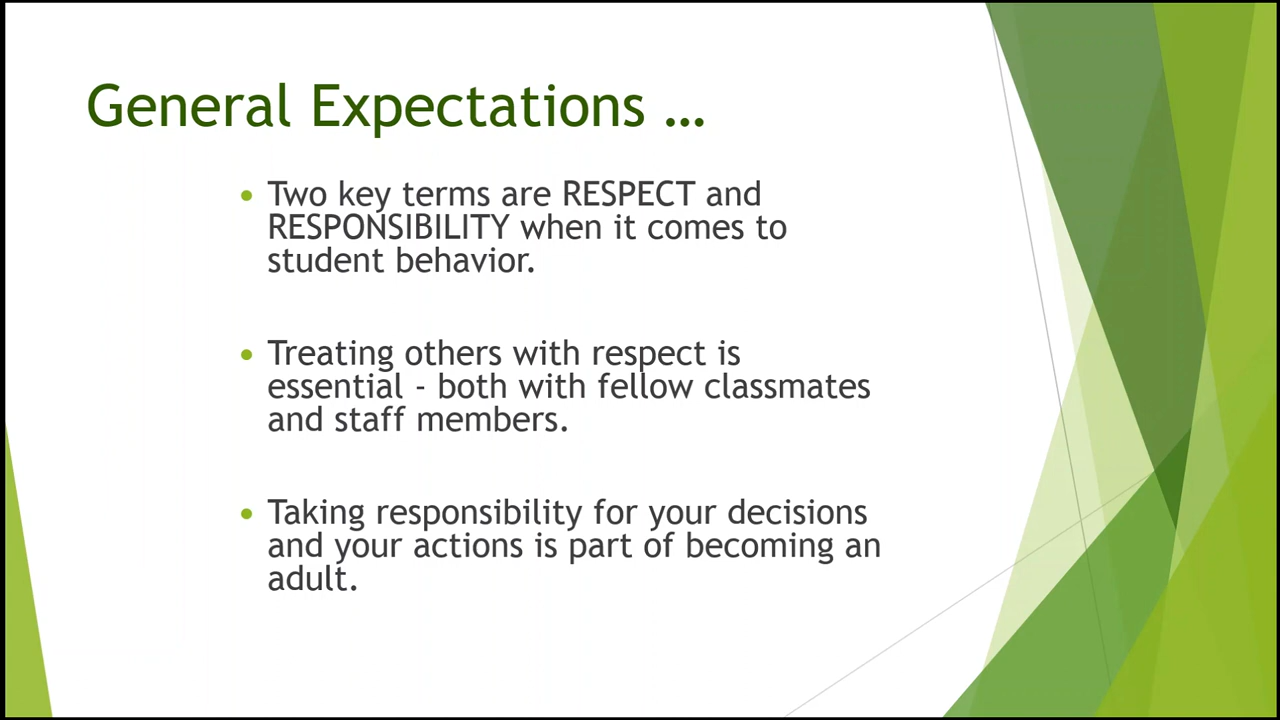 General Expectations ...
• Two key terms are RESPECT and
RESPONSIBILITY when it comes to
student behavior.
• Treating others with respect is
essential - both with fellow classmates
and staff members.
• Taking responsibility for your decisions
and your actions is part of becoming an
adult.